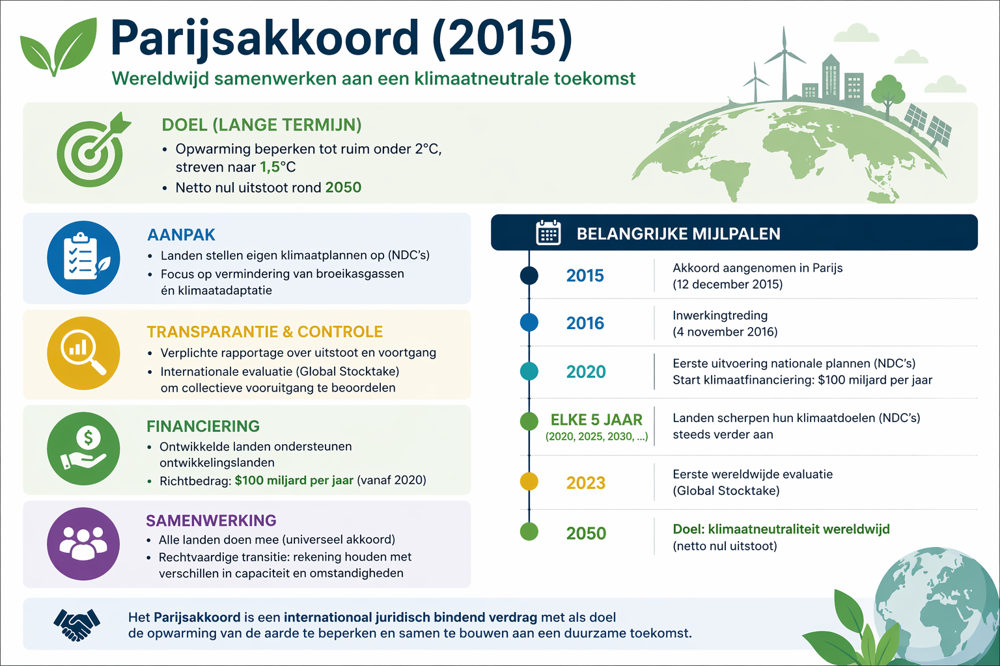 Parijsakkoord (2015)
Wereldwijd samenwerken aan een klimaatneutrale toekomst
DOEL (LANGE TERMIJN)
• Opwarming beperken tot ruim onder 2°C,
streven naar 1,5°C
• Netto nul uitstoot rond 2050
AANPAK
• Landen stellen eigen klimaatplannen op (NDC's)
• Focus op vermindering van broeikasgassen
én klimaatadaptatie
TRANSPARANTIE & CONTROLE
• Verplichte rapportage over uitstoot en voortgang
• Internationale evaluatie (Global Stocktake)
om collectieve vooruitgang te beoordelen
FINANCIERING
• Ontwikkelde landen ondersteunen
ontwikkelingslanden
• Richtbedrag: $100 miljard per jaar (vanaf 2020)
SAMENWERKING
• Alle landen doen mee (universeel akkoord)
• Rechtvaardige transitie: rekening houden met
verschillen in capaciteit en omstandigheden
BELANGRIJKE MIJLPALEN
2015
Akkoord aangenomen in Parijs
(12 december 2015)
2016
Inwerkingtreding
(4 november 2016)
2020
Eerste uitvoering nationale plannen (NDC's)
Start klimaatfinanciering: $100 miljard per jaar
ELKE 5 JAAR
(2020, 2025, 2030, ...)
Landen scherpen hun klimaatdoelen (NDC's)
steeds verder aan
2023
Eerste wereldwijde evaluatie
(Global Stocktake)
2050
Doel: klimaatneutraliteit wereldwijd
(netto nul uitstoot)
Het Parijsakkoord is een internationoal juridisch bindend verdrag met als doel
de opwarming van de aarde te beperken en samen te bouwen aan een duurzame toekomst.
$